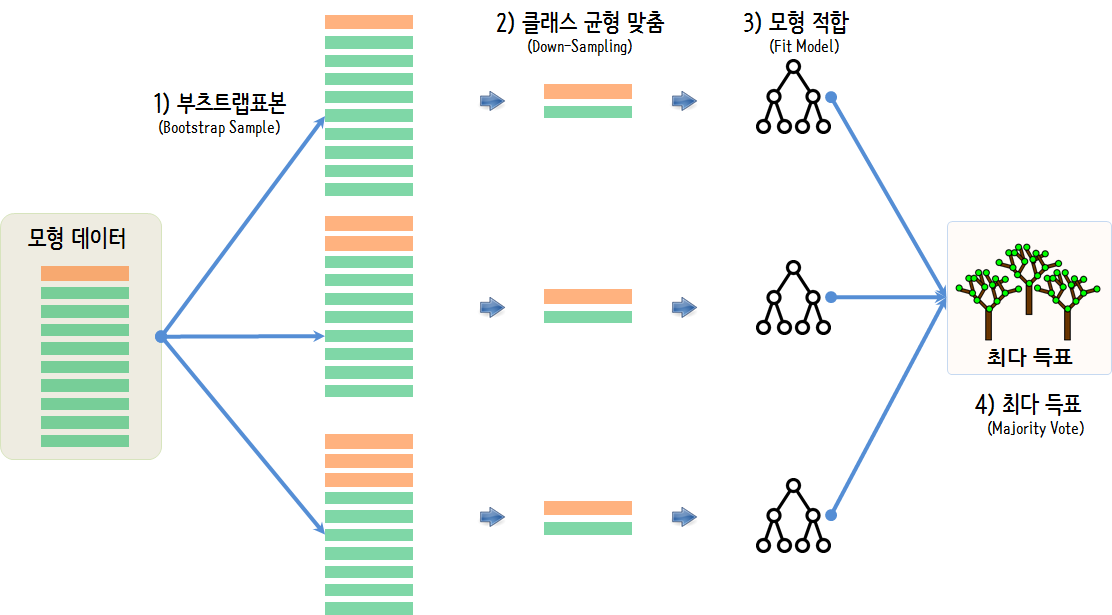 모형 데이터
1) 부츠트랩표본
(Bootstrap Sample)
2) 클래스 균형 맞춤
(Down-Sampling)
3) 모형 적합
(Fit Model)
최다 득표
4) 최다 득표
(Majority Vote)